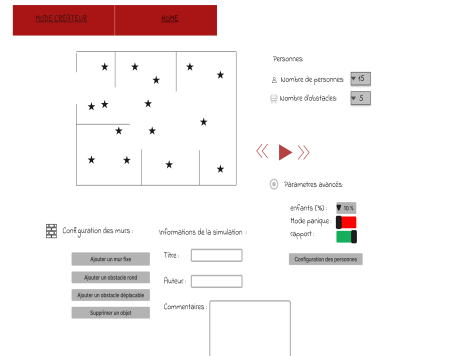 MODE CRÉATEUR
HOME
Personnes
Nombre de personnes 15
Nombre d'obstacles 5
Paramètres avancés:
enfants (%) : 10 %
Mode panique :
rapport :
Configuration des personnes
Configuration des murs :
Ajouter un mur fixe
Ajouter un obstacle rond
Ajouter un obstacle déplaçable
Supprimer un objet
Informations de la simulation :
Titre :
Auteur :
Commentaires :